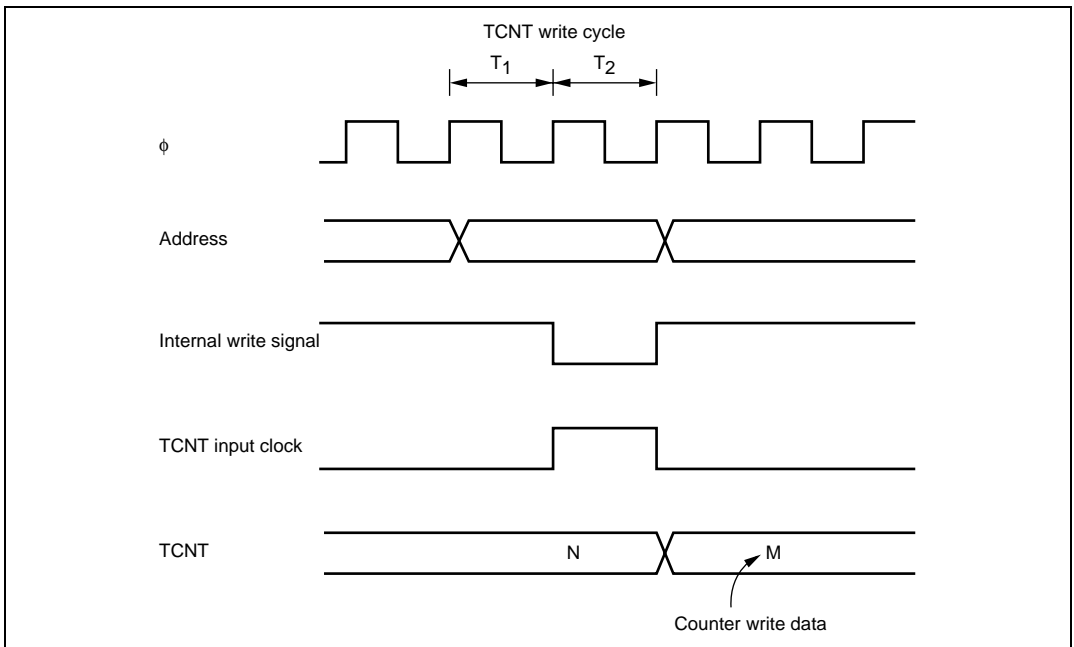 TCNT write cycle
T1 T2
ϕ
Address
Internal write signal
TCNT input clock
TCNT N M
Counter write data